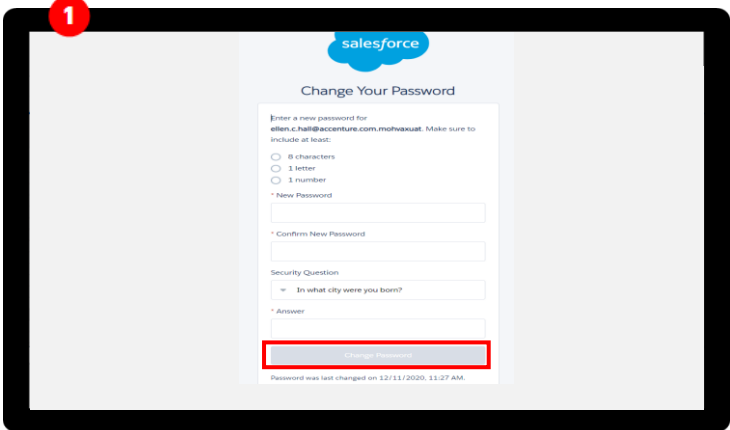 1
salesforce
Change Your Password
Enter a new password for
ellen.c.hall@accenture.com.mohvaxuat. Make sure to
include at least:
8 characters
1 letter
1 number
* New Password
* Confirm New Password
Security Question
In what city were you born?
* Answer
Change Password
Password was last changed on 12/11/2020, 11:27 AM.